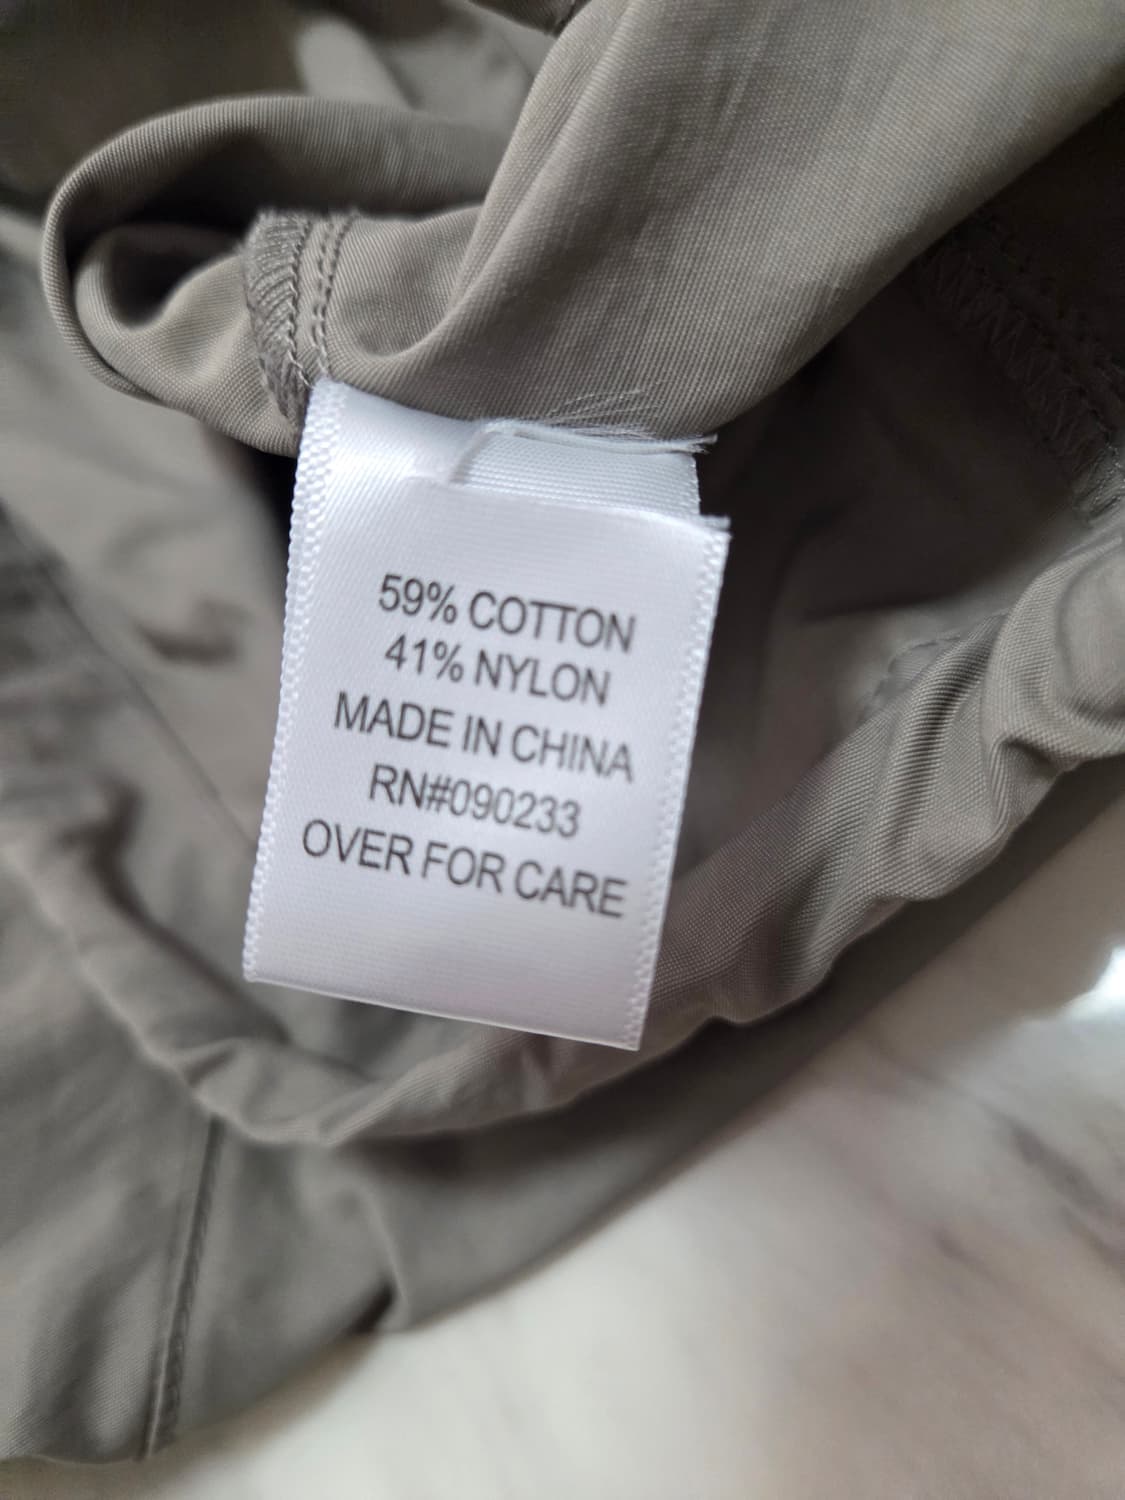 59% COTTON
41% NYLON
MADE IN CHINA
RN#090233
OVER FOR CARE